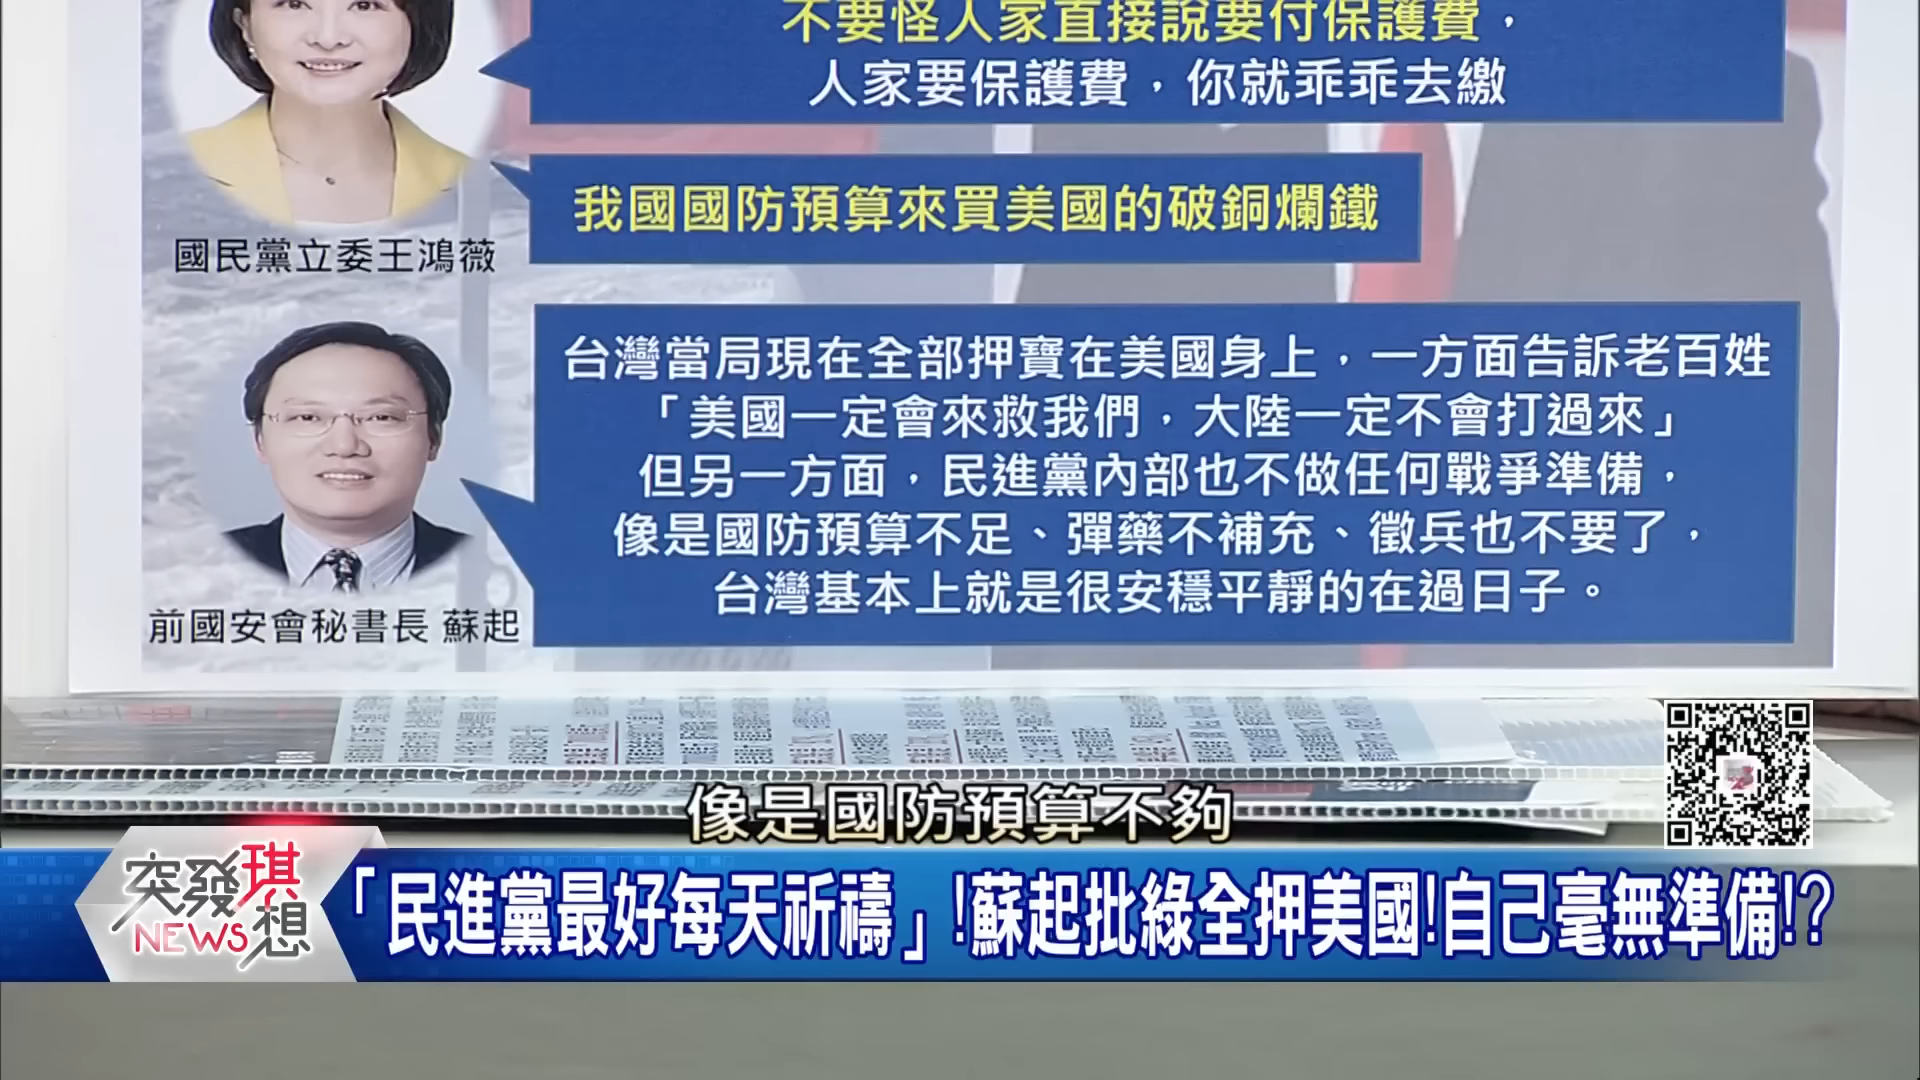 不要怪人家直接說要付保護費，
人家要保護費，你就乖乖去繳
我國國防預算來買美國的破銅爛鐵
國民黨立委王鴻薇
台灣當局現在全部押寶在美國身上，一方面告訴老百姓
「美國一定會來救我們，大陸一定不會打過來」
但另一方面，民進黨內部也不做任何戰爭準備，
像是國防預算不足、彈藥不補充、徵兵也不要了，
台灣基本上就是很安穩平靜的在過日子。
前國安會秘書長 蘇起
像是國防預算不夠
突發琪想
NEWS
「民進黨最好每天祈禱」!蘇起批綠全押美國!自己毫無準備!?